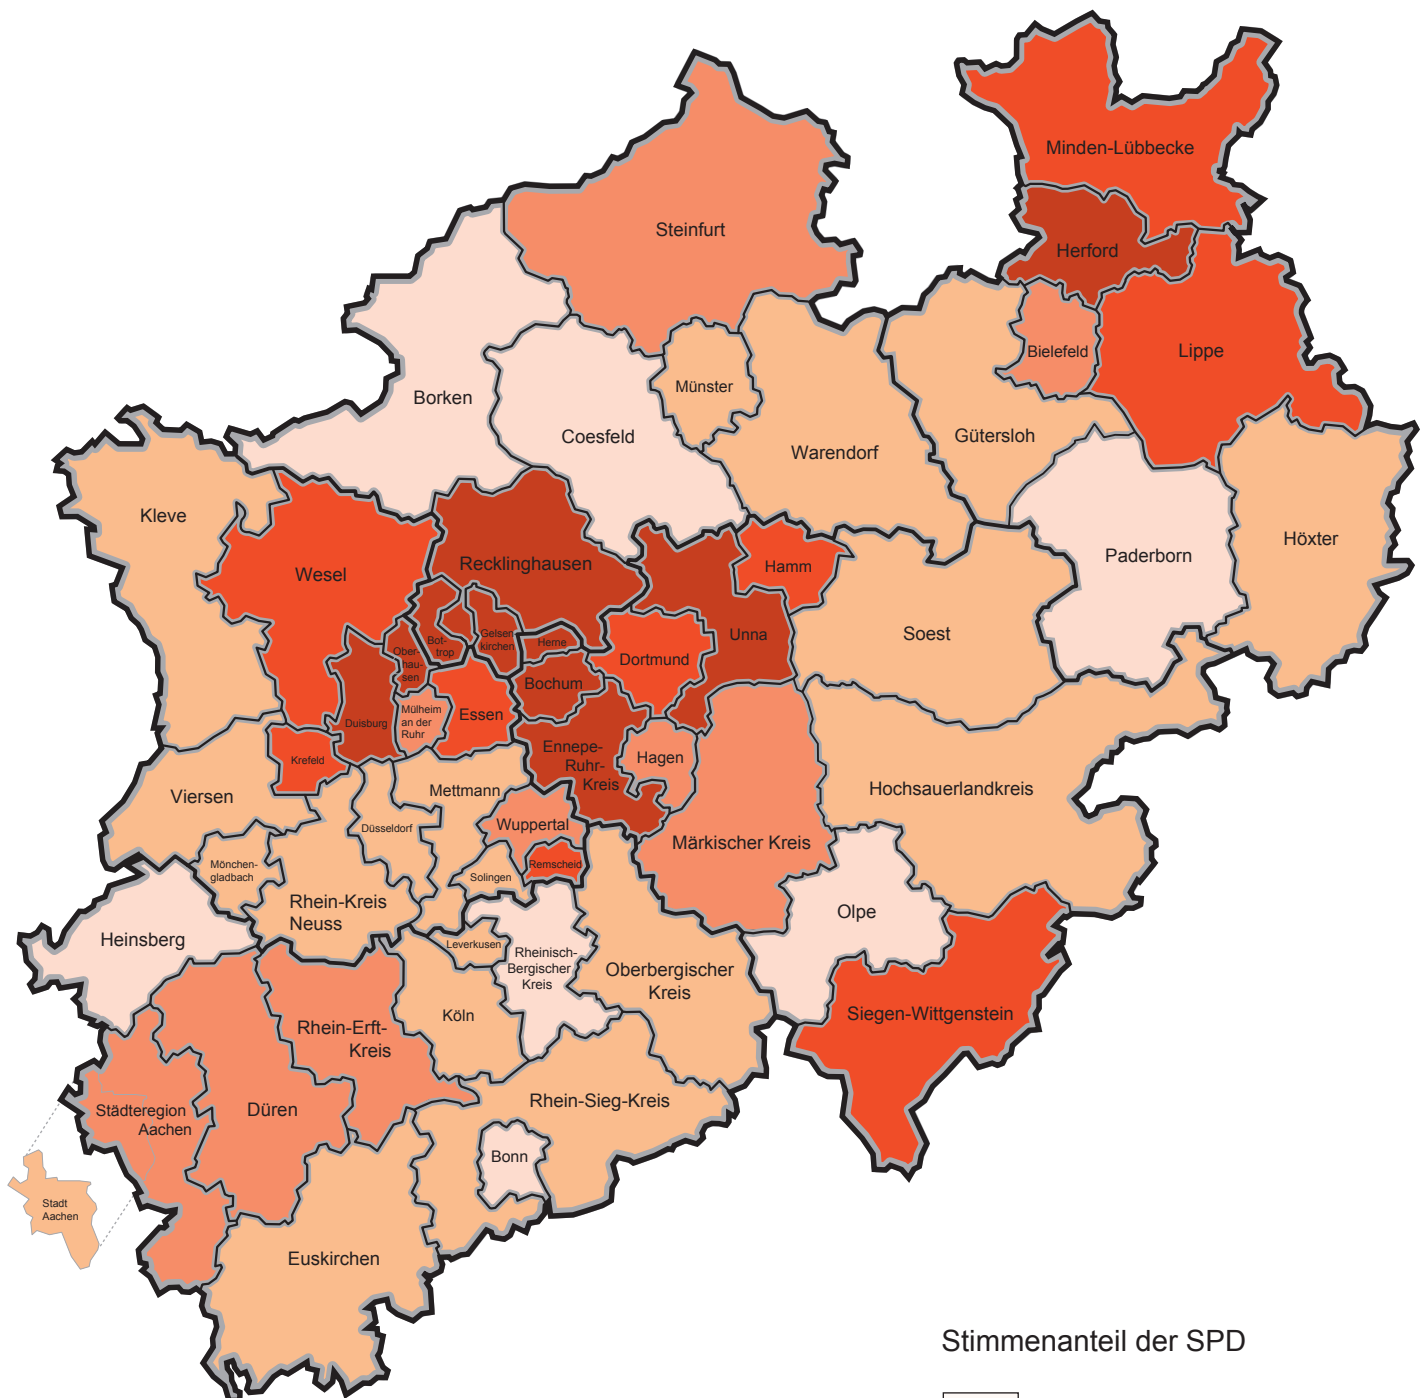 Minden-Lübbecke
Steinfurt
Herford
Bielefeld
Lippe
Münster
Borken
Coesfeld
Gütersloh
Warendorf
Kleve
Höxter
Paderborn
Recklinghausen
Hamm
Wesel
Unna
Soest
Gelsen
kirchen
Herne
Bot-
trop
Ober-
hau-
sen
Dortmund
Bochum
Mülheim
an der
Ruhr
Essen
Duisburg
Ennepe-
Ruhr-
Kreis
Hagen
Krefeld
Hochsauerlandkreis
Mettmann
Viersen
Düsseldorf
Wuppertal
Märkischer Kreis
Remscheid
Mönchen-
gladbach
Solingen
Rhein-Kreis
Neuss
Olpe
Heinsberg
Leverkusen
Rheinisch-
Bergischer
Kreis
Oberbergischer
Kreis
Köln
Siegen-Wittgenstein
Rhein-Erft-
Kreis
Rhein-Sieg-Kreis
Städteregion
Aachen
Düren
Bonn
Stadt
Aachen
Euskirchen
Stimmenanteil der SPD